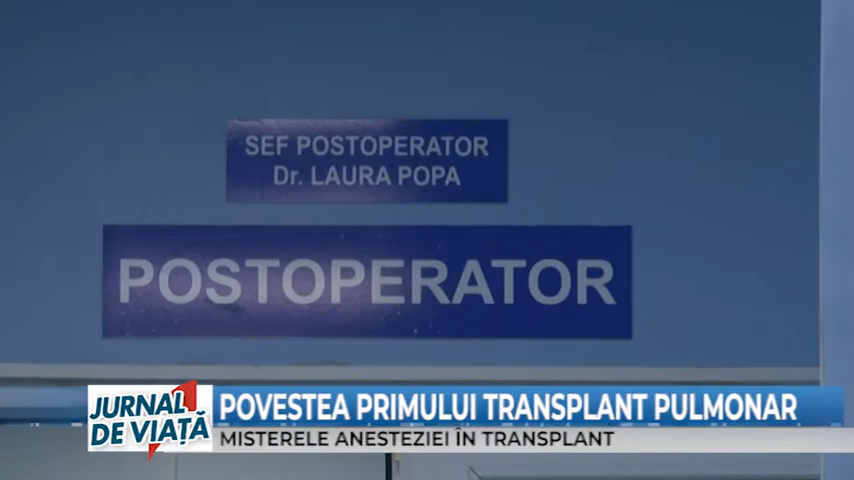 SEF POSTOPERATOR
Dr. LAURA POPA
POSTOPERATOR
JURNAL
DE VIAȚĂ
POVESTEA PRIMULUI TRANSPLANT PULMONAR
MISTERELE ANESTEZIEI ÎN TRANSPLANT